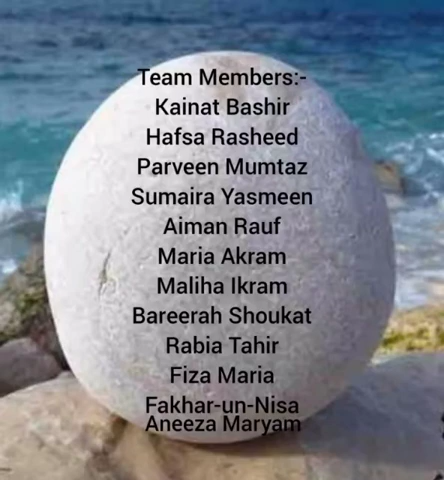 Team Members:-
Kainat Bashir
Hafsa Rasheed
Parveen Mumtaz
Sumaira Yasmeen
Aiman Rauf
Maria Akram
Maliha Ikram
Bareerah Shoukat
Rabia Tahir
Fiza Maria
Fakhar-un-Nisa
Aneeza Maryam